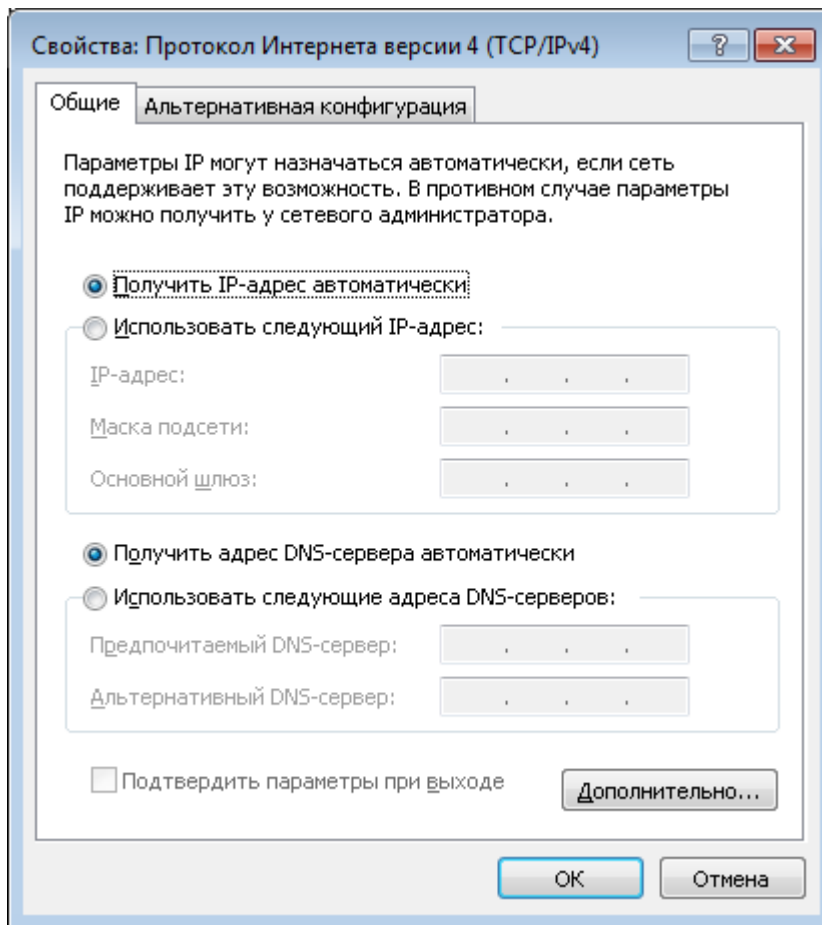 Свойства: Протокол Интернета версии 4 (TCP/IPv4)
Общие
Альтернативная конфигурация
Параметры IP могут назначаться автоматически, если сеть
поддерживает эту возможность. В противном случае параметры
IP можно получить у сетевого администратора.
Получить IP-адрес автоматически
Использовать следующий IP-адрес:
IP-адрес:
Маска подсети:
Основной шлюз:
Получить адрес DNS-сервера автоматически
Использовать следующие адреса DNS-серверов:
Предпочитаемый DNS-сервер:
Альтернативный DNS-сервер:
Подтвердить параметры при выходе
Дополнительно...
ОК
Отмена